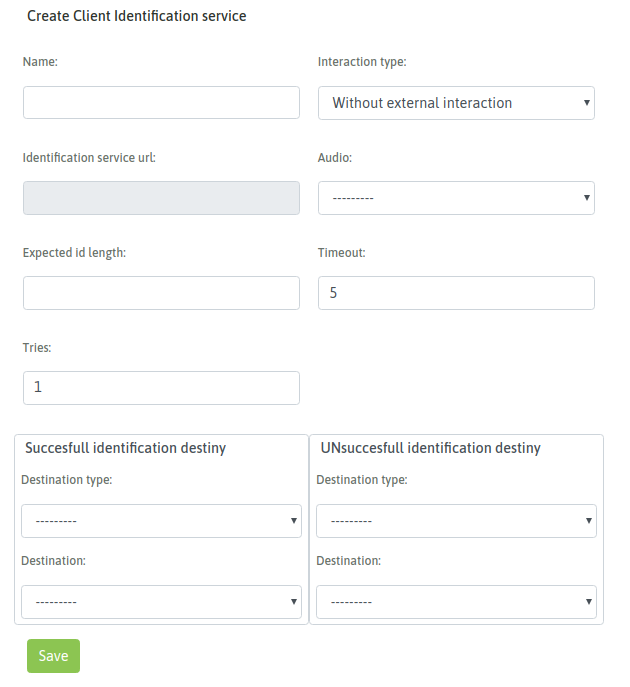 Create Client Identification service
Name: Interaction type:
Without external interaction
Identification service url: Audio:
---------
Expected id length: Timeout:
5
Tries:
1
Succesfull identification destiny UNsuccesfull identification destiny
Destination type: Destination type:
--------- ---------
Destination: Destination:
--------- ---------
Save